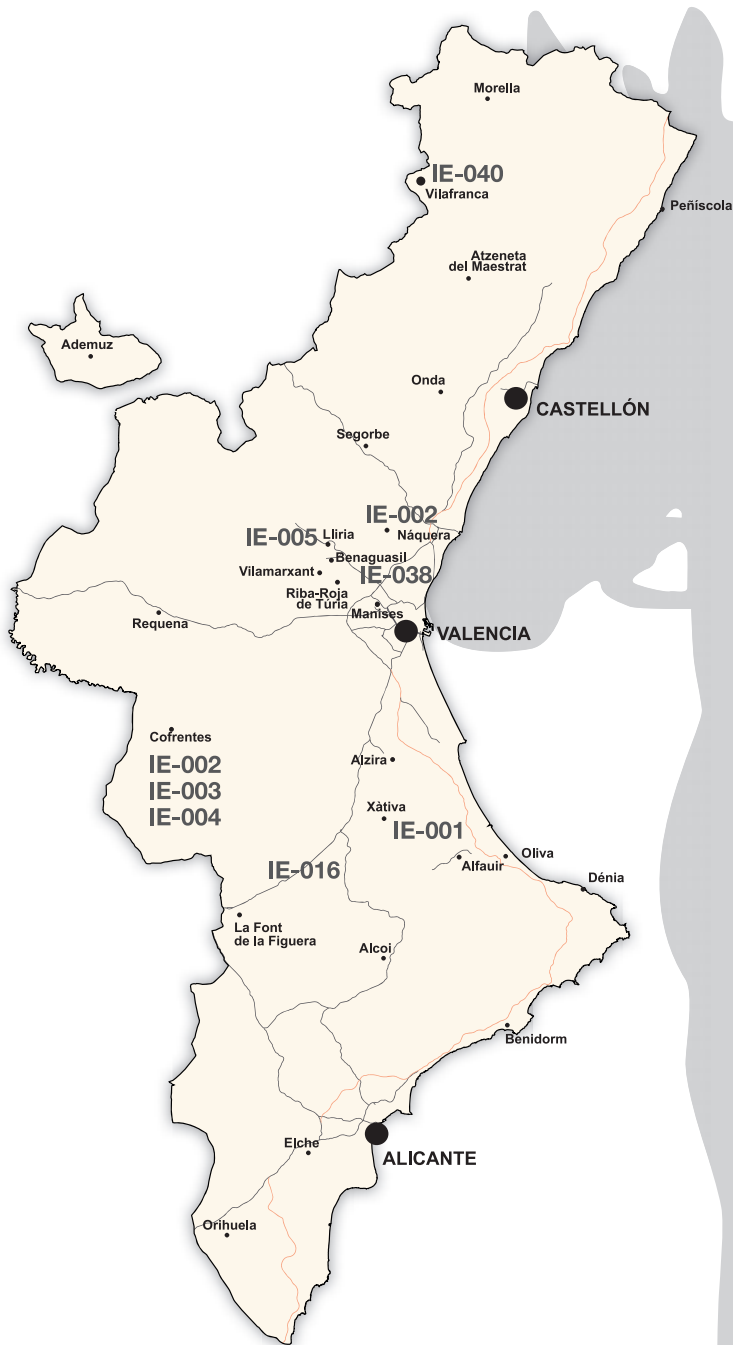 Morella
IE-040
Vilafranca
Peñíscola
Atzeneta
del Maestrat
Ademuz
Onda
CASTELLÓN
Segorbe
IE-002
Náquera
IE-005
Lliria
Benaguasil
Vilamarxant
IE-038
Riba-Roja
de Túria
Manises
Requena
VALENCIA
Cofrentes
IE-002
IE-003
IE-004
Alzira
Xàtiva
IE-001
Oliva
Alfauir
IE-016
Dénia
La Font
de la Figuera
Alcoi
Benidorm
Elche
ALICANTE
Orihuela